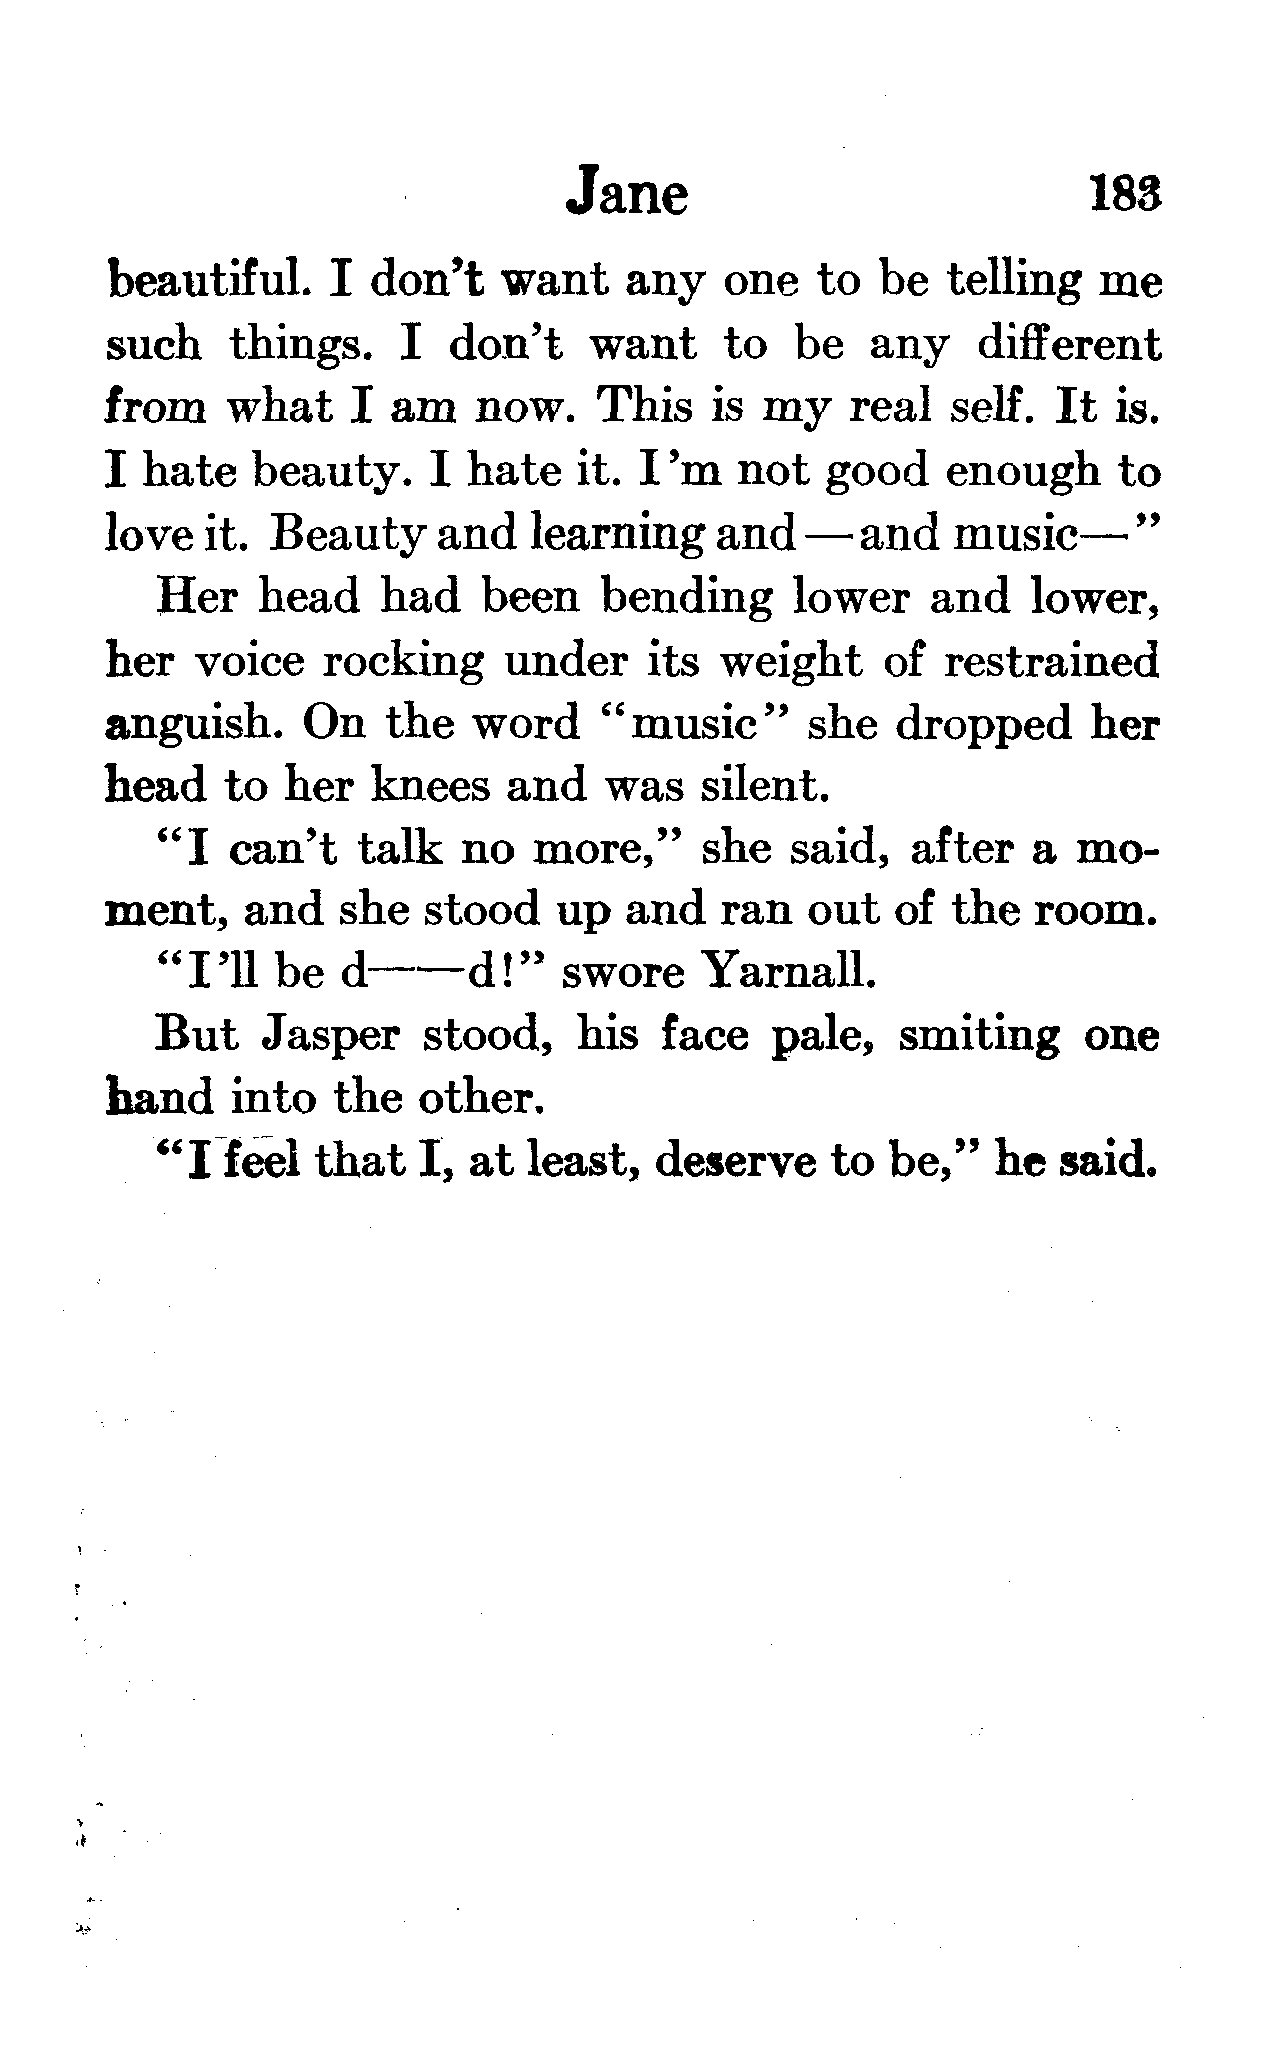 Jane 183
beautiful. I don't want any one to be telling me
such things. I don't want to be any different
from what I am now. This is my real self. It is.
I hate beauty. I hate it. I'm not good enough to
love it. Beauty and learning and—and music—"
Her head had been bending lower and lower,
her voice rocking under its weight of restrained
anguish. On the word "music" she dropped her
head to her knees and was silent.
"I can't talk no more," she said, after a mo-
ment, and she stood up and ran out of the room.
"I'll be d——d!" swore Yarnall.
But Jasper stood, his face pale, smiting one
hand into the other.
"I feel that I, at least, deserve to be," he said.